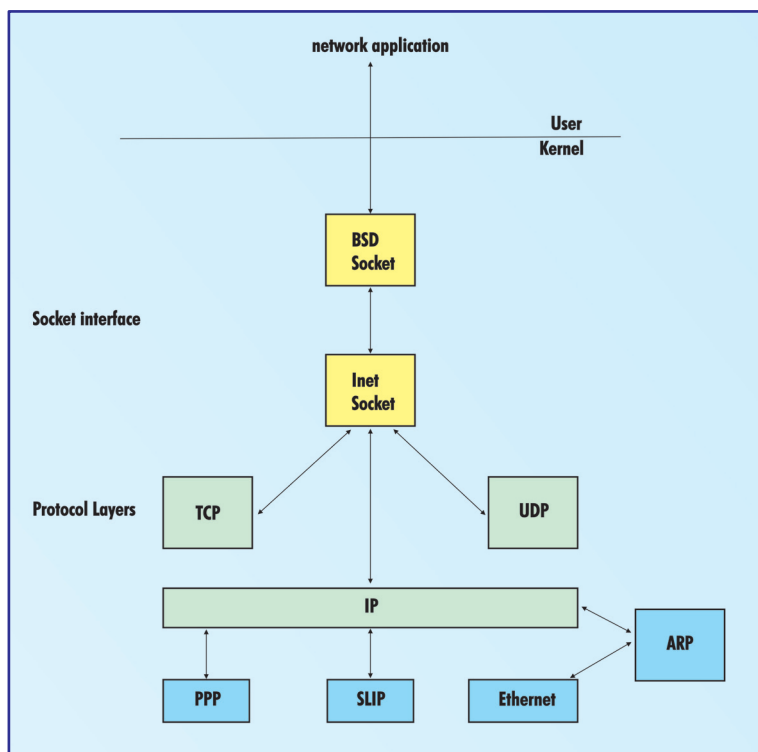 network application
User
Kernel
BSD
Socket
Socket interface
Inet
Socket
Protocol Layers
TCP
UDP
IP
ARP
PPP
SLIP
Ethernet